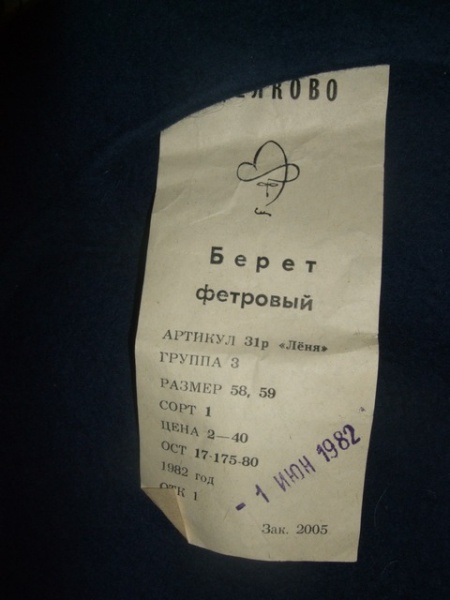 Берет
фетровый
АРТИКУЛ 31р «Лёня»
ГРУППА 3
РАЗМЕР 58, 59
СОРТ 1
ЦЕНА 2—40
ОСТ 17-175-80
1982 год
ОТК 1
- 1 ИЮН 1982
Зак. 2005